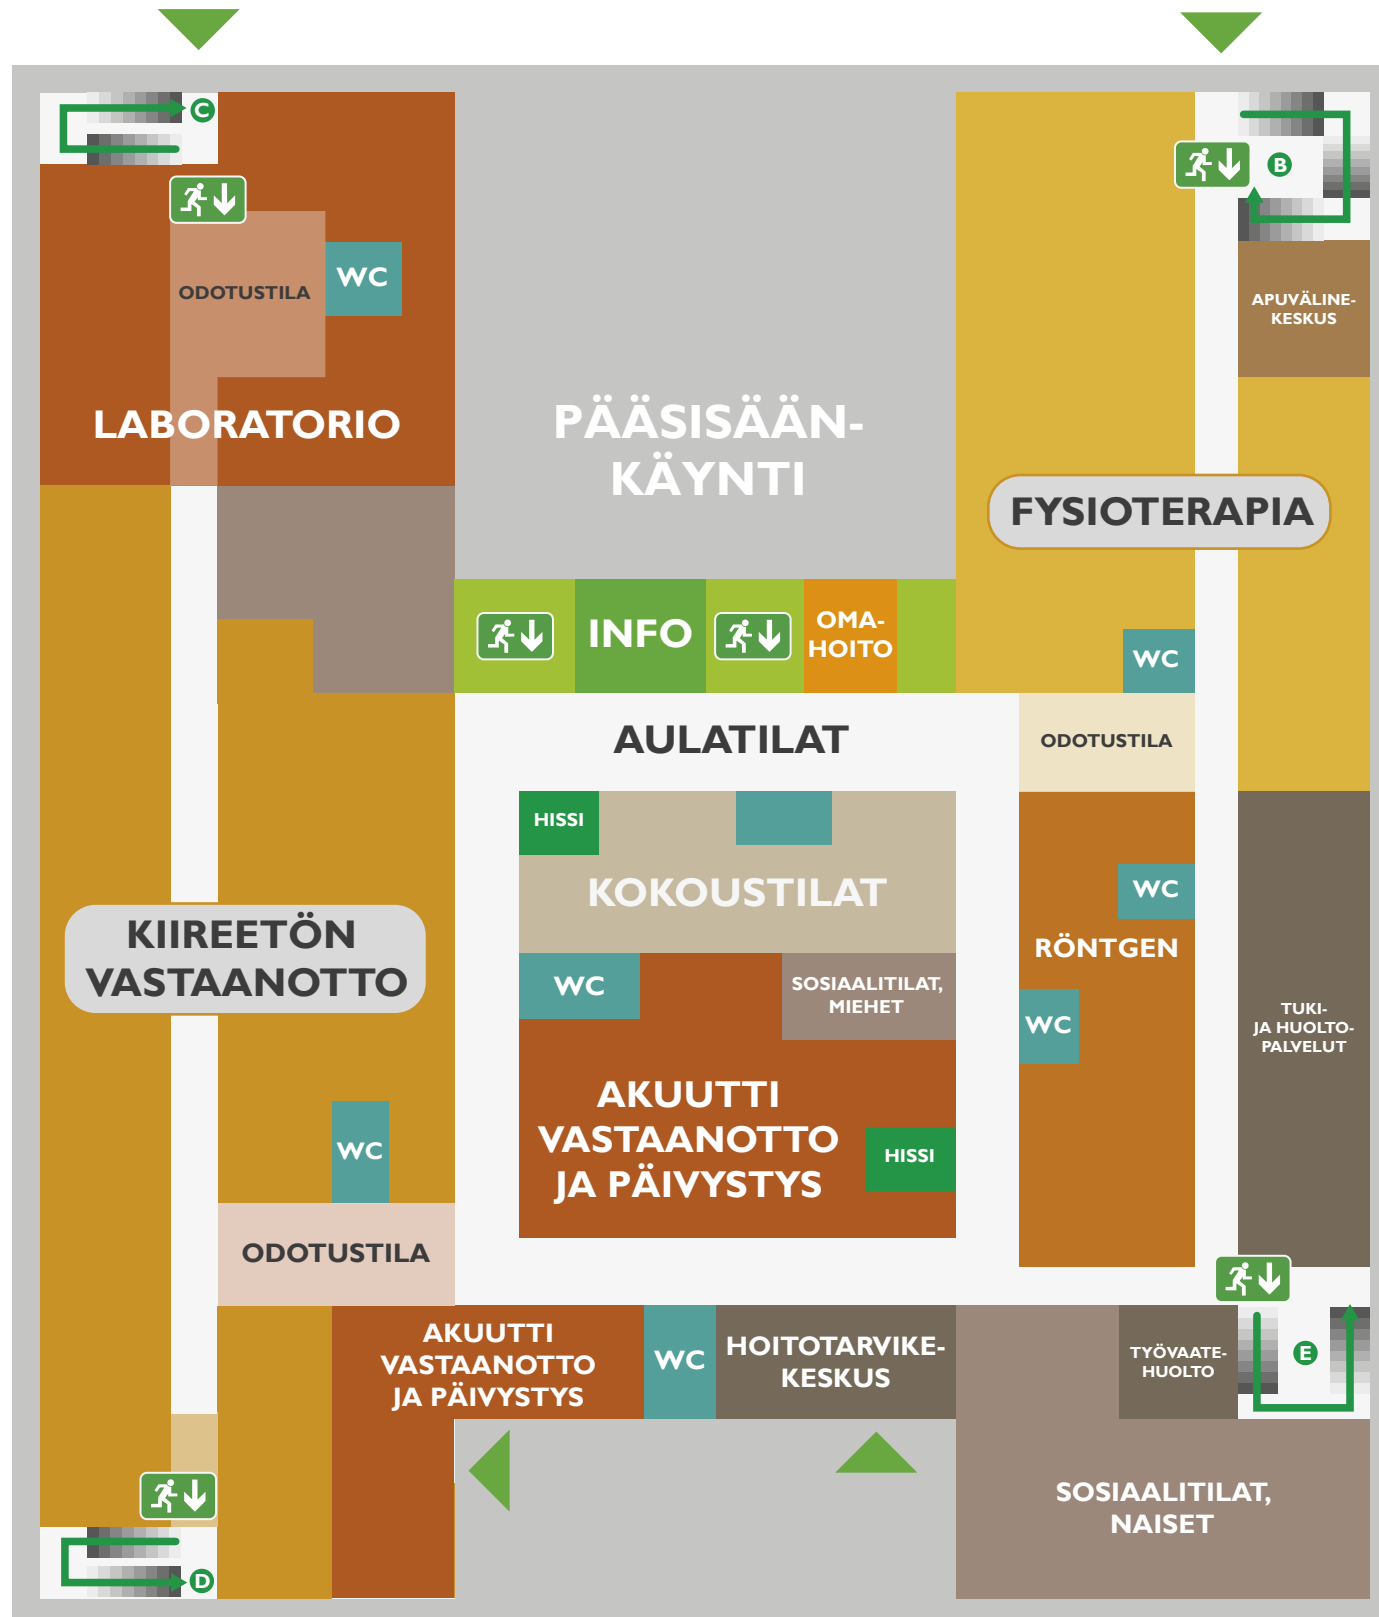 C
B
ODOTUSTILA
WC
APUVÄLINE-
KESKUS
LABORATORIO
PÄÄSISÄÄN-
KÄYNTI
FYSIOTERAPIA
INFO
OMA-
HOITO
WC
AULATILAT
ODOTUSTILA
HISSI
KOKOUSTILAT
WC
RÖNTGEN
KIIREETÖN
VASTAANOTTO
WC
SOSIAALITILAT,
MIEHET
WC
TUKI-
JA HUOLTO-
PALVELUT
AKUUTTI
VASTAANOTTO
JA PÄIVYSTYS
HISSI
WC
ODOTUSTILA
AKUUTTI
VASTAANOTTO
JA PÄIVYSTYS
WC
HOITOTARVIKE-
KESKUS
TYÖVAATE-
HUOLTO
E
SOSIAALITILAT,
NAISET
D